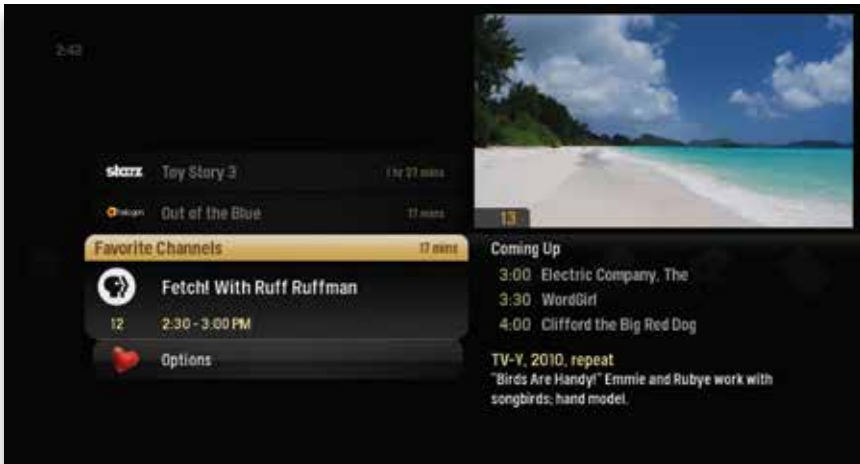 2:43
starz Toy Story 3 1 hr 27 mins
Out of the Blue 17 mins
Favorite Channels 17 mins
Fetch! With Ruff Ruffman
12 2:30 - 3:00 PM
Options
13
Coming Up
3:00 Electric Company, The
3:30 WordGirl
4:00 Clifford the Big Red Dog
TV-Y, 2010, repeat
"Birds Are Handy!" Emmie and Rubye work with
songbirds; hand model.